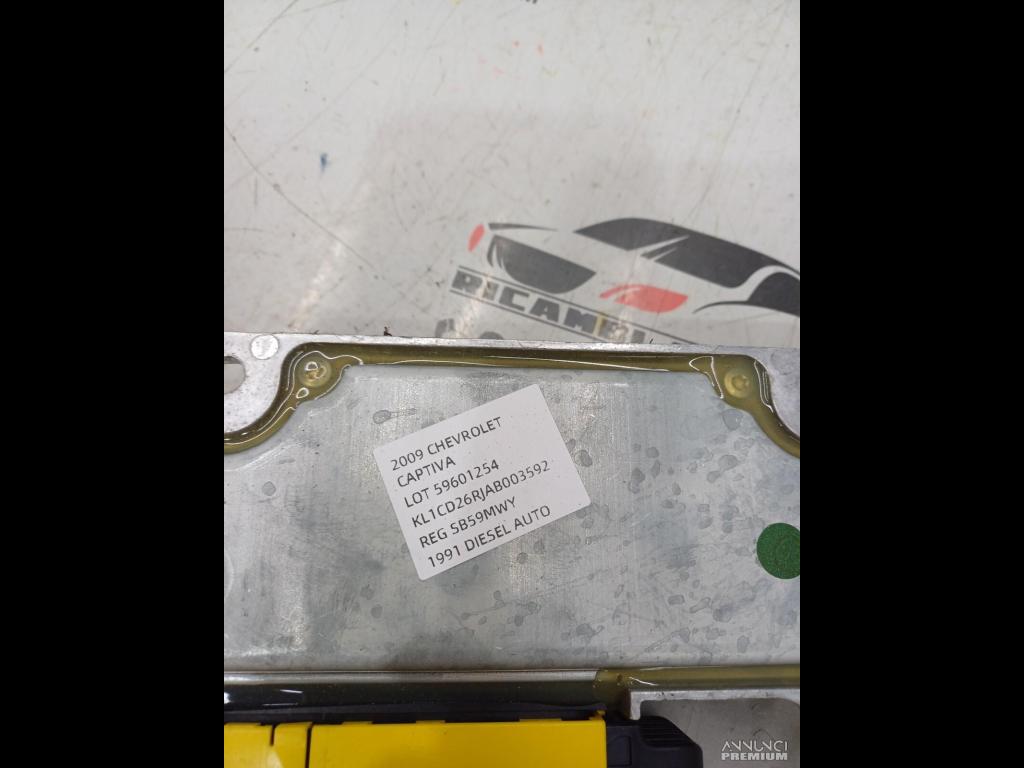 RICAMBI
2009 CHEVROLET
CAPTIVA
LOT 59601254
KL1CD26RJAB003592
REG SB59MWY
1991 DIESEL AUTO
ANNUNCI
PREMIUM